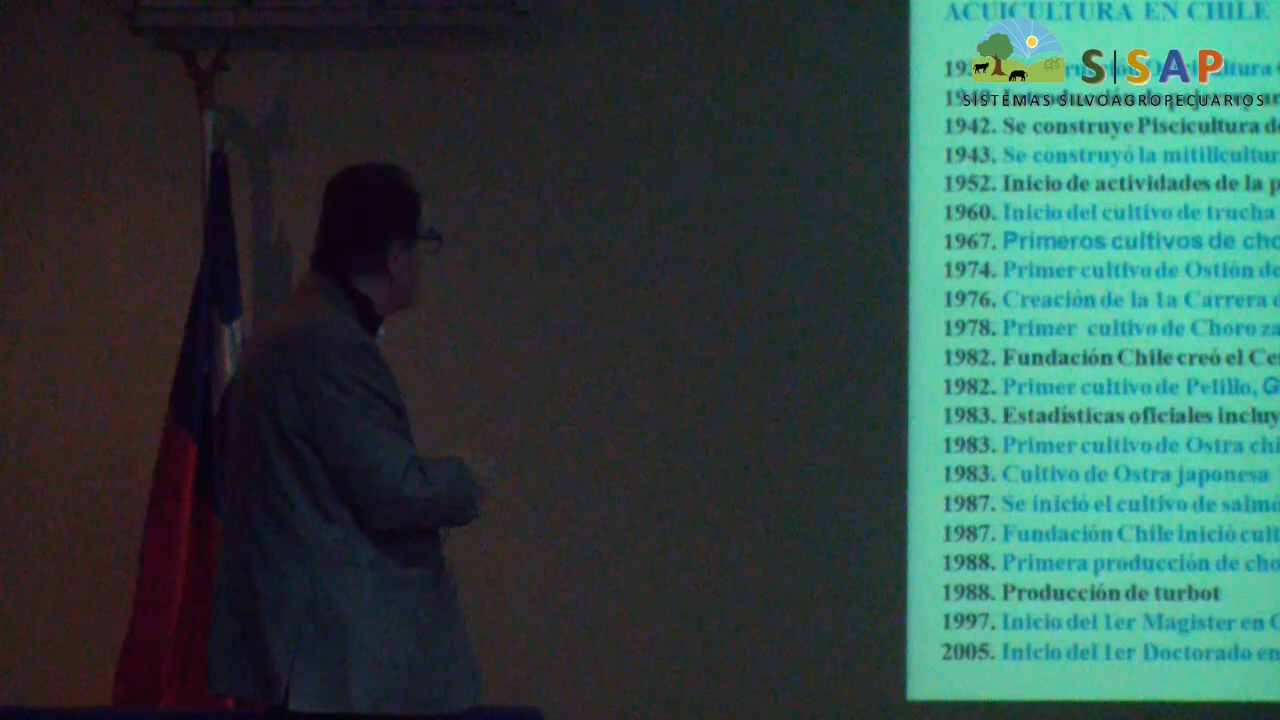 ACUICULTURA EN CHILE
S|SAP
SISTEMAS SILVOAGROPECUARIOS
1942. Se construye Piscicultura d
1943. Se construyó la mitilicultur
1952. Inicio de actividades de la p
1960. Inicio del cultivo de trucha
1967. Primeros cultivos de cho
1974. Primer cultivo de Ostión de
1976. Creación de la 1a Carrera
1978. Primer cultivo de Choro za
1982. Fundación Chile creó el Ce
1982. Primer cultivo de Pelillo, G
1983. Estadísticas oficiales incluy
1983. Primer cultivo de Ostra chi
1983. Cultivo de Ostra japonesa
1987. Se inició el cultivo de salmo
1987. Fundación Chile inició cult
1988. Primera producción de cho
1988. Producción de turbot
1997. Inicio del 1er Magister en
2005. Inicio del 1er Doctorado en